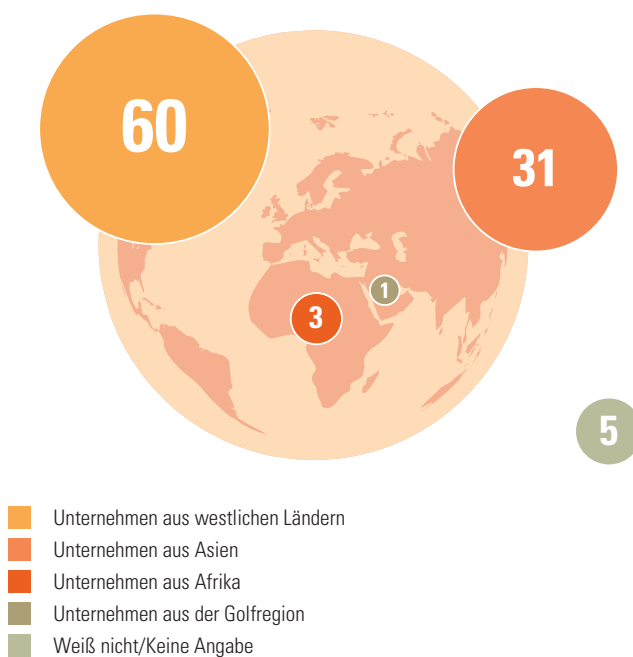 60
31
1
3
5
Unternehmen aus westlichen Ländern
Unternehmen aus Asien
Unternehmen aus Afrika
Unternehmen aus der Golfregion
Weiß nicht/Keine Angabe